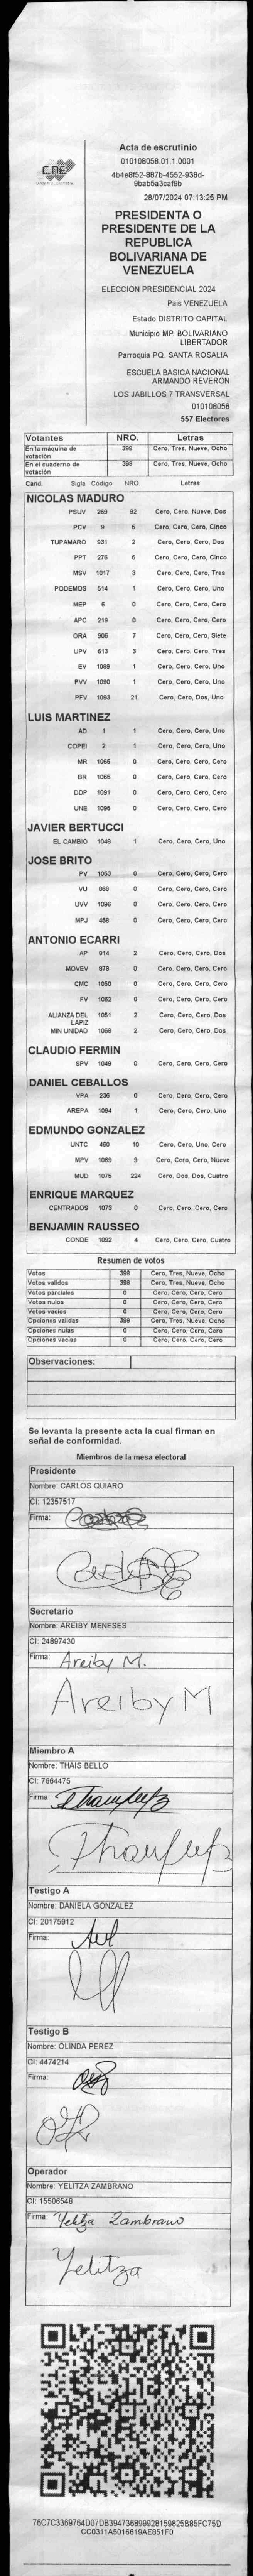 CNE
Acta de escrutinio
010108058.01.1.0001
4b4e8f52-887b-4552-938d-
9bab5a3caf9b
28/07/2024 07:13:25 PM
PRESIDENTA O
PRESIDENTE DE LA
REPUBLICA
BOLIVARIANA DE
VENEZUELA
ELECCIÓN PRESIDENCIAL 2024
País VENEZUELA
Estado DISTRITO CAPITAL
Municipio MP. BOLIVARIANO
LIBERTADOR
Parroquia PQ. SANTA ROSALIA
ESCUELA BASICA NACIONAL
ARMANDO REVERON
LOS JABILLOS 7 TRANSVERSAL
010108058
557 Electores
Votantes NRO. Letras
En la máquina de votación 398 Cero, Tres, Nueve, Ocho
En el cuaderno de votación 398 Cero, Tres, Nueve, Ocho
Cand. Sigla Código NRO. Letras
NICOLAS MADURO
PSUV 269 92 Cero, Cero, Nueve, Dos
PCV 9 5 Cero, Cero, Cero, Cinco
TUPAMARO 931 2 Cero, Cero, Cero, Dos
PPT 276 5 Cero, Cero, Cero, Cinco
MSV 1017 3 Cero, Cero, Cero, Tres
PODEMOS 514 1 Cero, Cero, Cero, Uno
MEP 6 0 Cero, Cero, Cero, Cero
APC 219 0 Cero, Cero, Cero, Cero
ORA 906 7 Cero, Cero, Cero, Siete
UPV 613 3 Cero, Cero, Cero, Tres
EV 1089 1 Cero, Cero, Cero, Uno
PVV 1090 1 Cero, Cero, Cero, Uno
PFV 1093 21 Cero, Cero, Dos, Uno
LUIS MARTINEZ
AD 1 1 Cero, Cero, Cero, Uno
COPEI 2 1 Cero, Cero, Cero, Uno
MR 1065 0 Cero, Cero, Cero, Cero
BR 1066 0 Cero, Cero, Cero, Cero
DDP 1091 0 Cero, Cero, Cero, Cero
UNE 1095 0 Cero, Cero, Cero, Cero
JAVIER BERTUCCI
EL CAMBIO 1048 1 Cero, Cero, Cero, Uno
JOSE BRITO
PV 1053 0 Cero, Cero, Cero, Cero
VU 868 0 Cero, Cero, Cero, Cero
UVV 1096 0 Cero, Cero, Cero, Cero
MPJ 458 0 Cero, Cero, Cero, Cero
ANTONIO ECARRI
AP 914 2 Cero, Cero, Cero, Dos
MOVEV 979 0 Cero, Cero, Cero, Cero
CMC 1050 0 Cero, Cero, Cero, Cero
FV 1062 0 Cero, Cero, Cero, Cero
ALIANZA DEL LAPIZ 1051 2 Cero, Cero, Cero, Dos
MIN UNIDAD 1068 2 Cero, Cero, Cero, Dos
CLAUDIO FERMIN
SPV 1049 0 Cero, Cero, Cero, Cero
DANIEL CEBALLOS
VPA 236 0 Cero, Cero, Cero, Cero
AREPA 1094 1 Cero, Cero, Cero, Uno
EDMUNDO GONZALEZ
UNTC 460 10 Cero, Cero, Uno, Cero
MPV 1069 9 Cero, Cero, Cero, Nueve
MUD 1075 224 Cero, Dos, Dos, Cuatro
ENRIQUE MARQUEZ
CENTRADOS 1073 0 Cero, Cero, Cero, Cero
BENJAMIN RAUSSEO
CONDE 1092 4 Cero, Cero, Cero, Cuatro
Resumen de votos
Votos 398 Cero, Tres, Nueve, Ocho
Votos validos 398 Cero, Tres, Nueve, Ocho
Votos parciales 0 Cero, Cero, Cero, Cero
Votos nulos 0 Cero, Cero, Cero, Cero
Votos vacios 0 Cero, Cero, Cero, Cero
Opciones validas 398 Cero, Tres, Nueve, Ocho
Opciones nulas 0 Cero, Cero, Cero, Cero
Opciones vacias 0 Cero, Cero, Cero, Cero
Observaciones:
Se levanta la presente acta la cual firman en
señal de conformidad.
Miembros de la mesa electoral
Presidente
Nombre: CARLOS QUIARO
CI: 12357517
Firma:
Secretario
Nombre: AREIBY MENESES
CI: 24897430
Firma: Areiby M.
Areiby M
Miembro A
Nombre: THAIS BELLO
CI: 7664475
Firma:
Testigo A
Nombre: DANIELA GONZALEZ
CI: 20175912
Firma:
Testigo B
Nombre: OLINDA PEREZ
CI: 4474214
Firma:
Operador
Nombre: YELITZA ZAMBRANO
CI: 15506548
Firma: Yelitza Zambrano
Yelitza
76C7C3369764D07DB394736899928159825B85FC75D
CC0311A5016619AE851F0